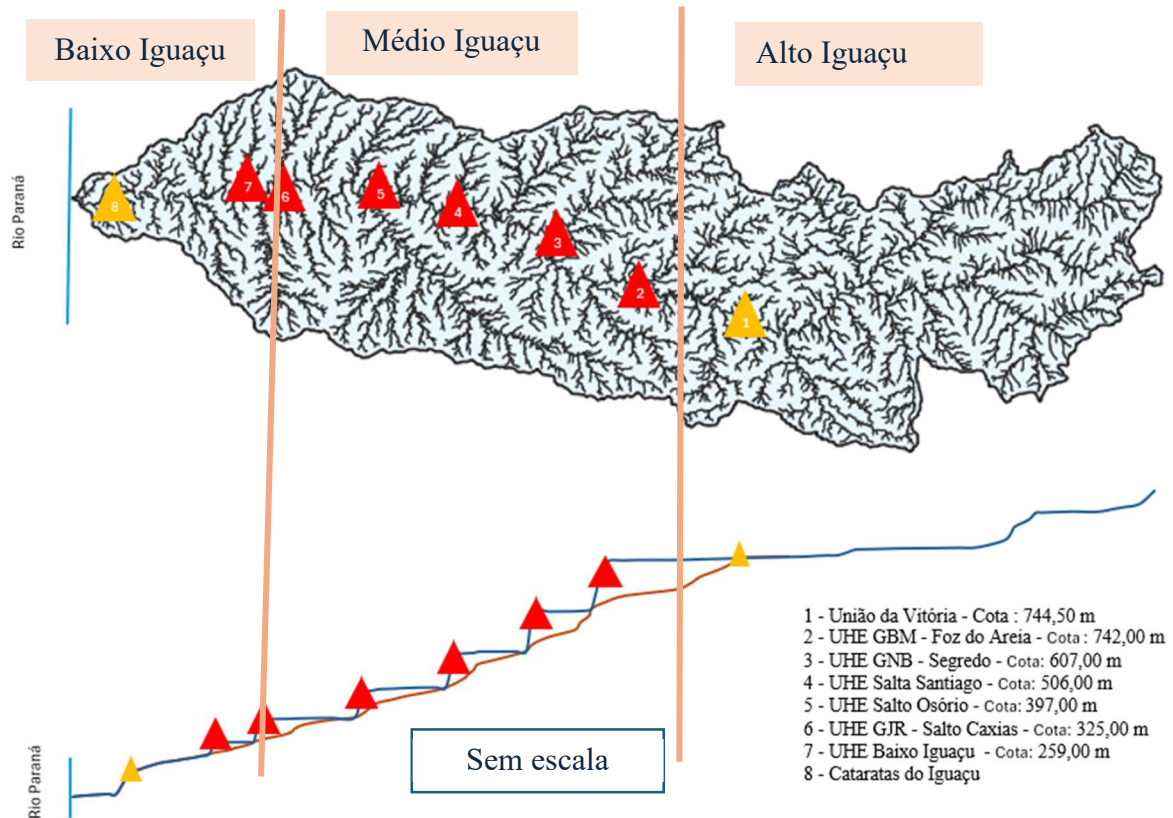 Baixo Iguaçu
Médio Iguaçu
Alto Iguaçu
Rio Paraná
8
7
6
5
4
3
2
1
1 - União da Vitória - Cota : 744,50 m
2 - UHE GBM - Foz do Areia - Cota : 742,00 m
3 - UHE GNB - Segredo - Cota: 607,00 m
4 - UHE Salta Santiago - Cota: 506,00 m
5 - UHE Salto Osório - Cota: 397,00 m
6 - UHE GJR - Salto Caxias - Cota: 325,00 m
7 - UHE Baixo Iguaçu - Cota: 259,00 m
8 - Cataratas do Iguaçu
Sem escala
Rio Paraná